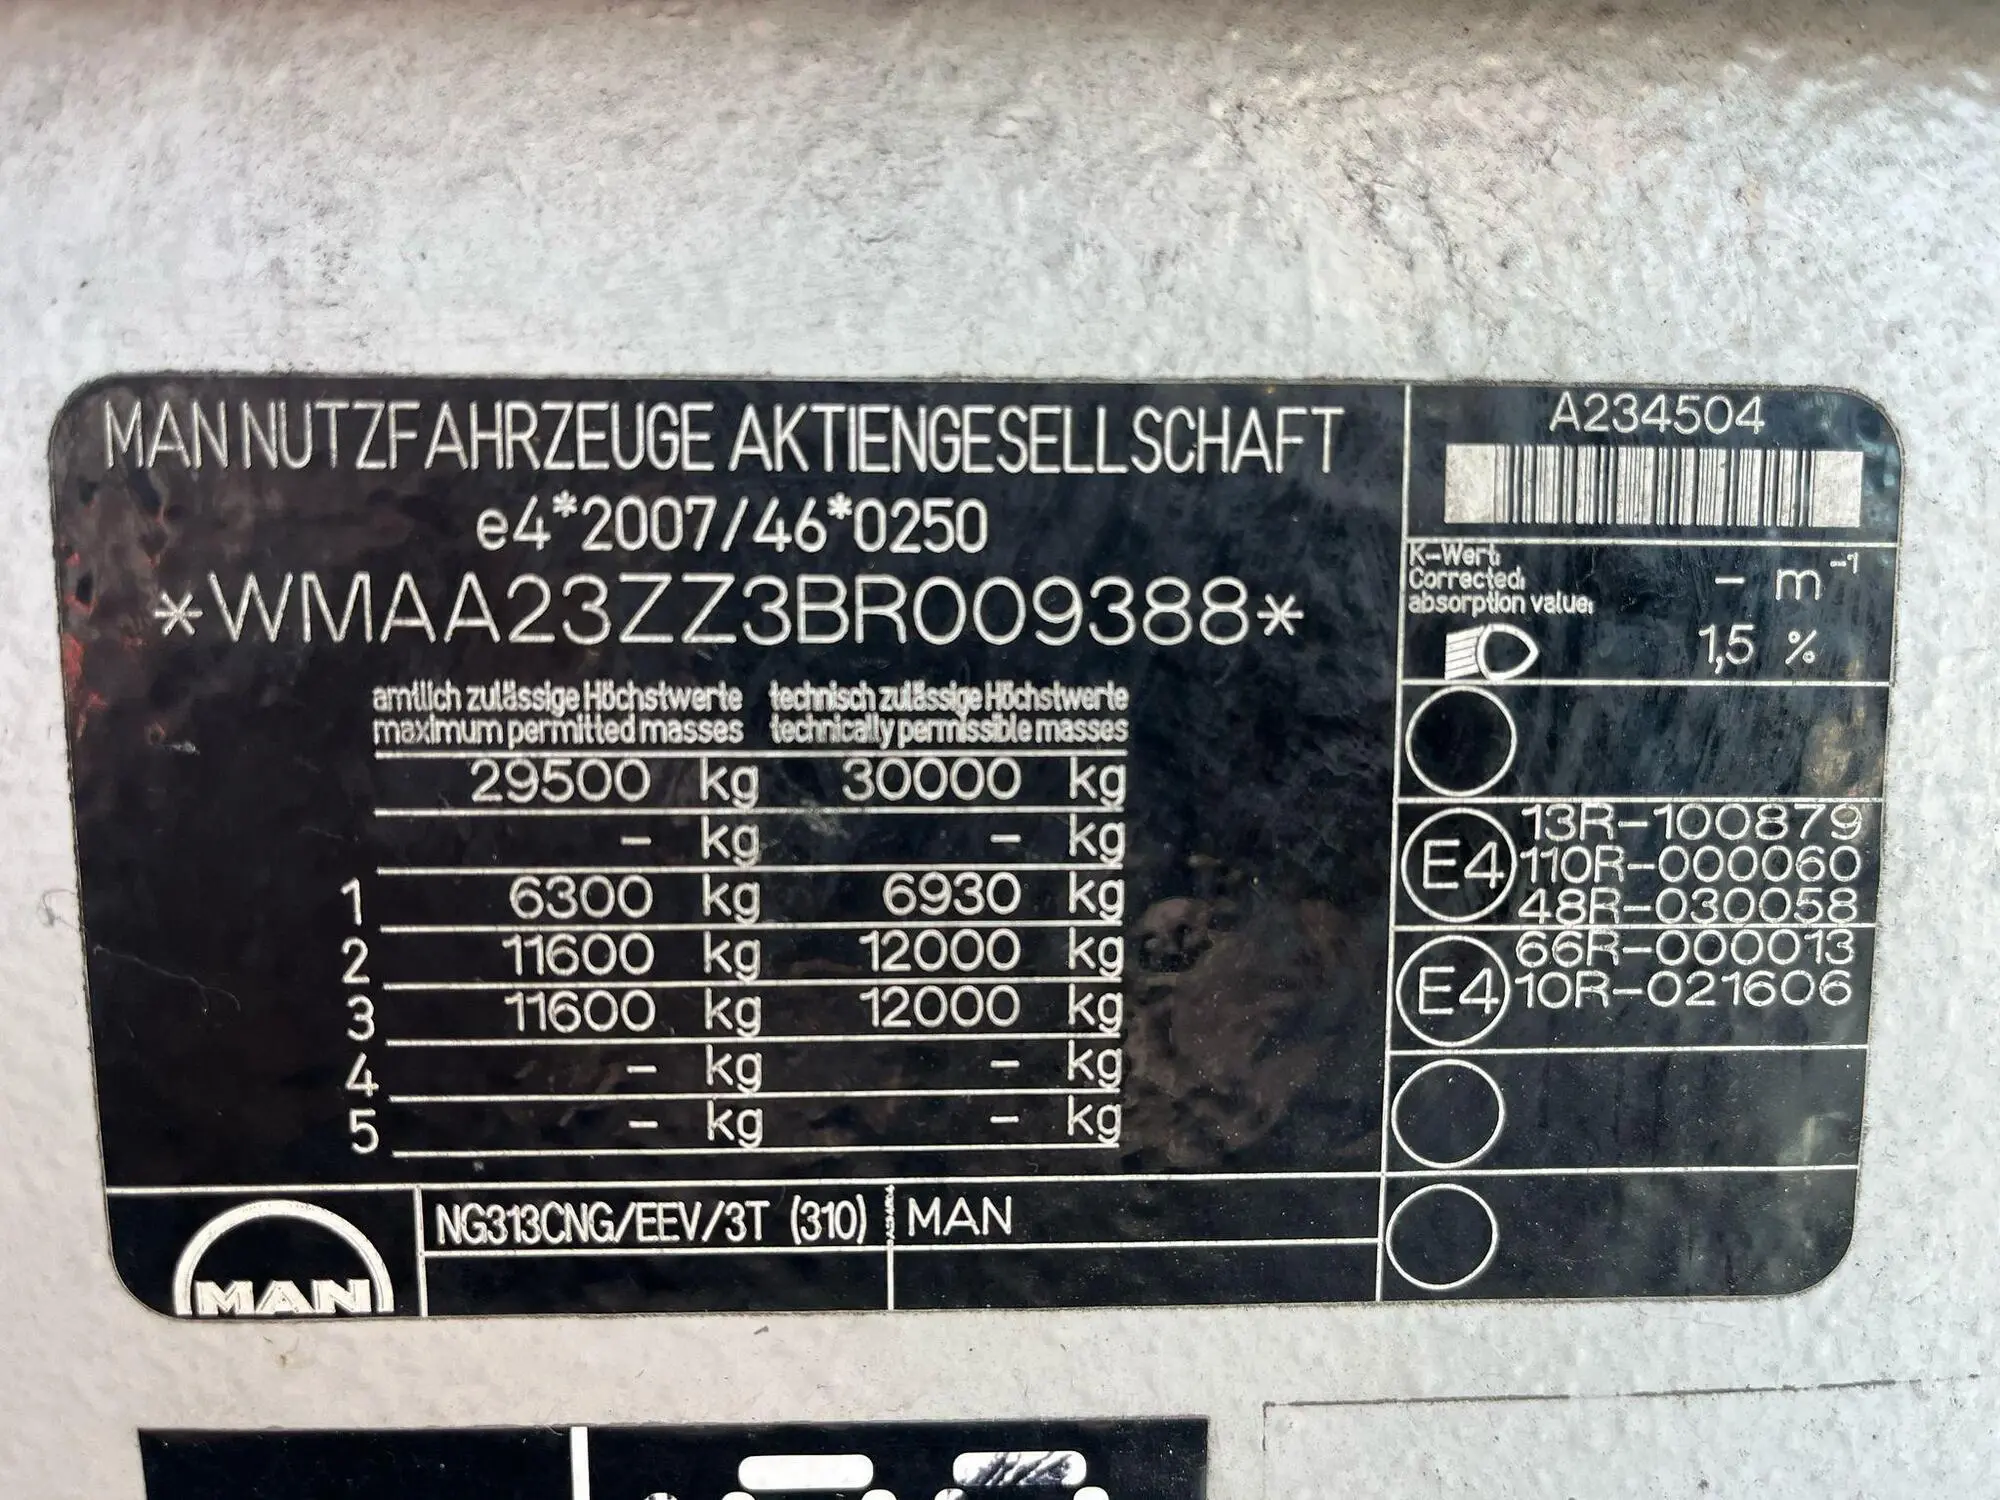 MAN NUTZFAHRZEUGE AKTIENGESELLSCHAFT
e4*2007/46*0250
*WMAA23ZZ3BR009388*
amtlich zulässige Höchstwerte technisch zulässige Höchstwerte
maximum permitted masses technically permissible masses
29500 kg 30000 kg
- kg - kg
1 6300 kg 6930 kg
2 11600 kg 12000 kg
3 11600 kg 12000 kg
4 - kg - kg
5 - kg - kg
MAN
NG313CNG/EEV/3T (310) MAN
A234504
K-Wert:
Corrected:
absorption value:
- m⁻¹
1,5 %
E4
13R-100879
110R-000060
48R-030058
E4
66R-000013
10R-021606